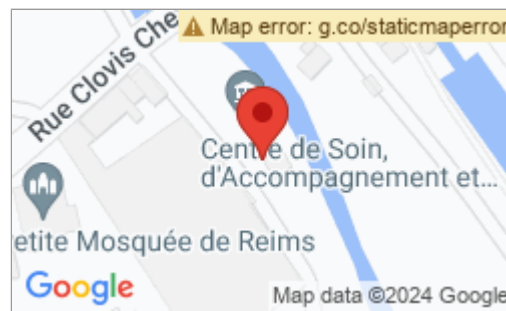 Map error: g.co/staticmaperror
Rue Clovis Che
Centre de Soin,
d'Accompagnement et...
etite Mosquée de Reims
Google
Map data ©2024 Google